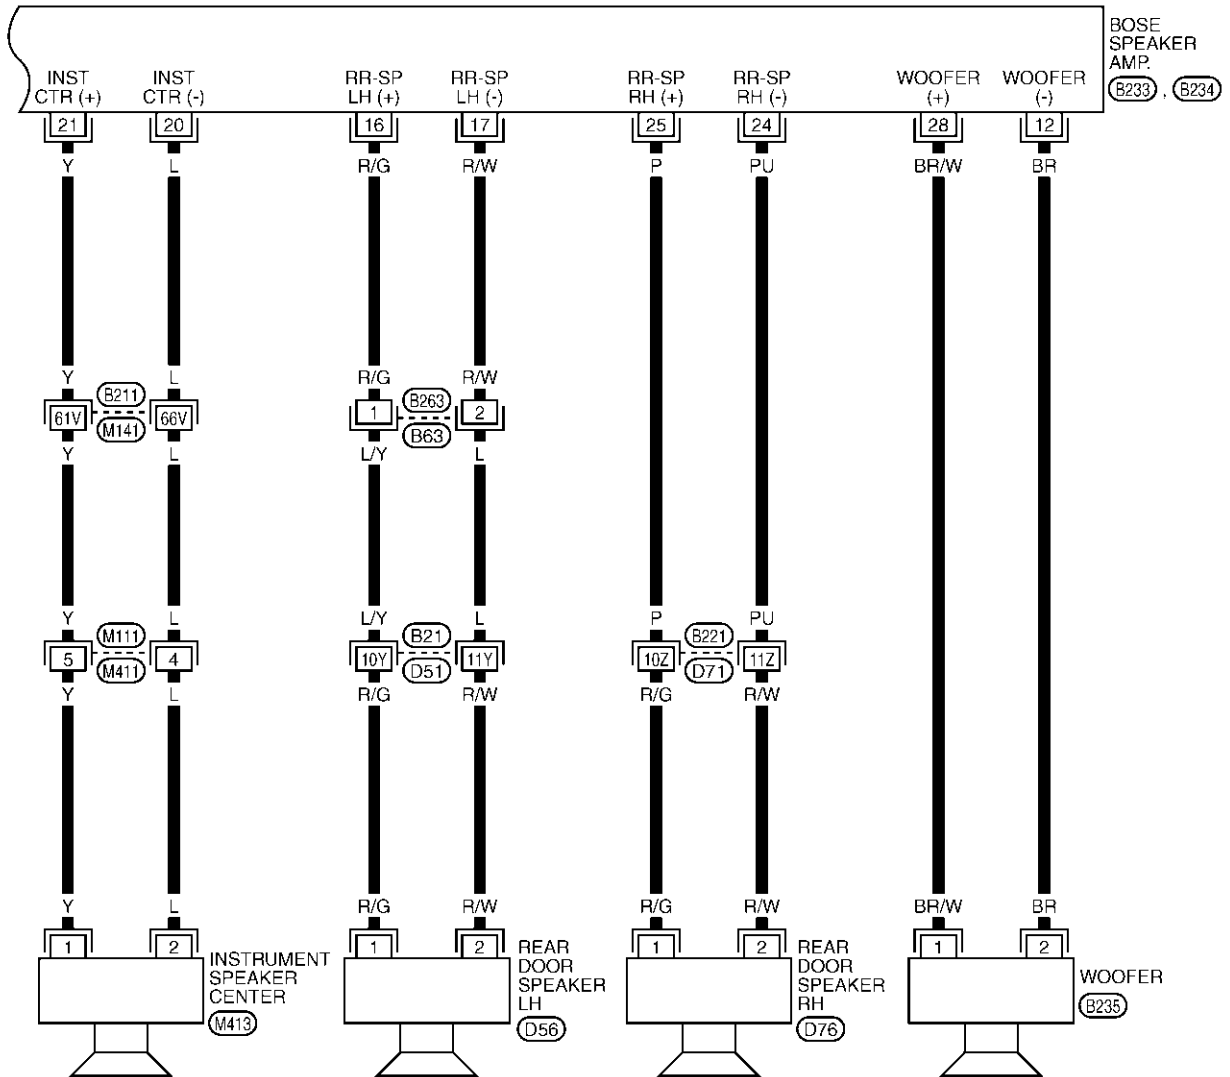 BOSE
SPEAKER
AMP.
B233 , B234
INST CTR (+)
INST CTR (-)
RR-SP LH (+)
RR-SP LH (-)
RR-SP RH (+)
RR-SP RH (-)
WOOFER (+)
WOOFER (-)
21 20 16 17 25 24 28 12
Y L R/G R/W P PU BR/W BR
Y L R/G R/W
B211 B263
61V 66V 1 2
M141 B63
Y L L/Y L
Y L L/Y L P PU
M111 B21 B221
5 4 10Y 11Y 10Z 11Z
M411 D51 D71
Y L R/G R/W R/G R/W
Y L R/G R/W R/G R/W BR/W BR
1 2 1 2 1 2 1 2
INSTRUMENT
SPEAKER
CENTER
M413
REAR
DOOR
SPEAKER
LH
D56
REAR
DOOR
SPEAKER
RH
D76
WOOFER
B235